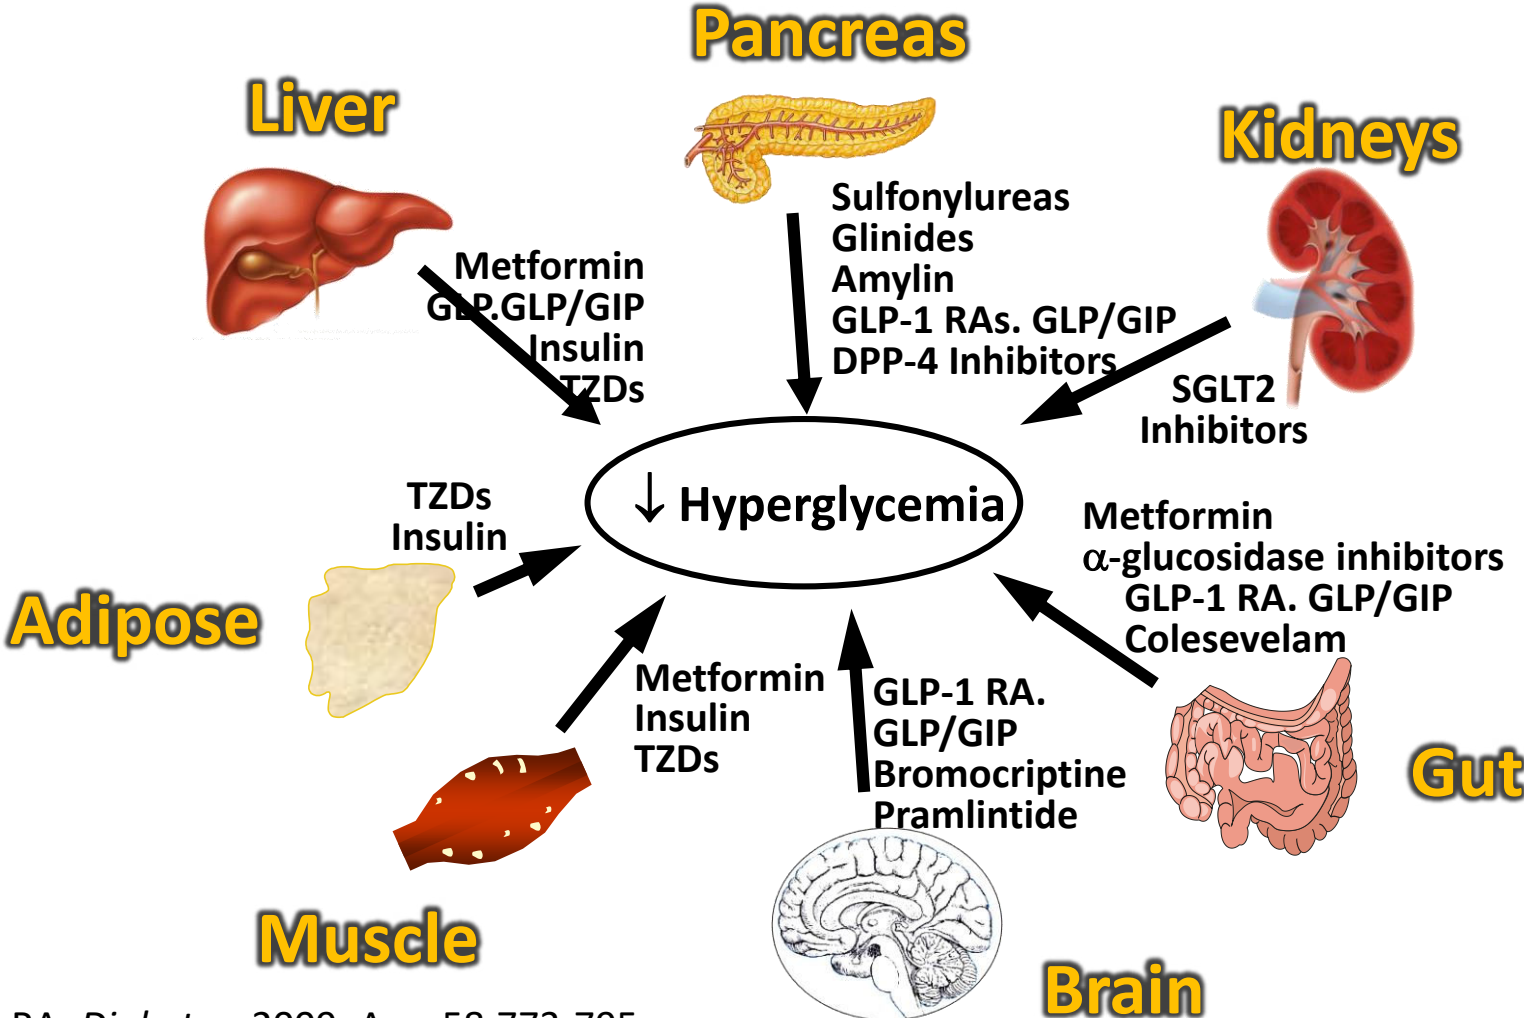 Pancreas
Liver
Kidneys
Sulfonylureas
Glinides
Amylin
GLP-1 RAs. GLP/GIP
DPP-4 Inhibitors
Metformin
GLP.GLP/GIP
Insulin
TZDs
SGLT2
Inhibitors
↓ Hyperglycemia
TZDs
Insulin
Adipose
Metformin
α-glucosidase inhibitors
GLP-1 RA. GLP/GIP
Colesevelam
Gut
Metformin
Insulin
TZDs
Muscle
GLP-1 RA.
GLP/GIP
Bromocriptine
Pramlintide
Brain